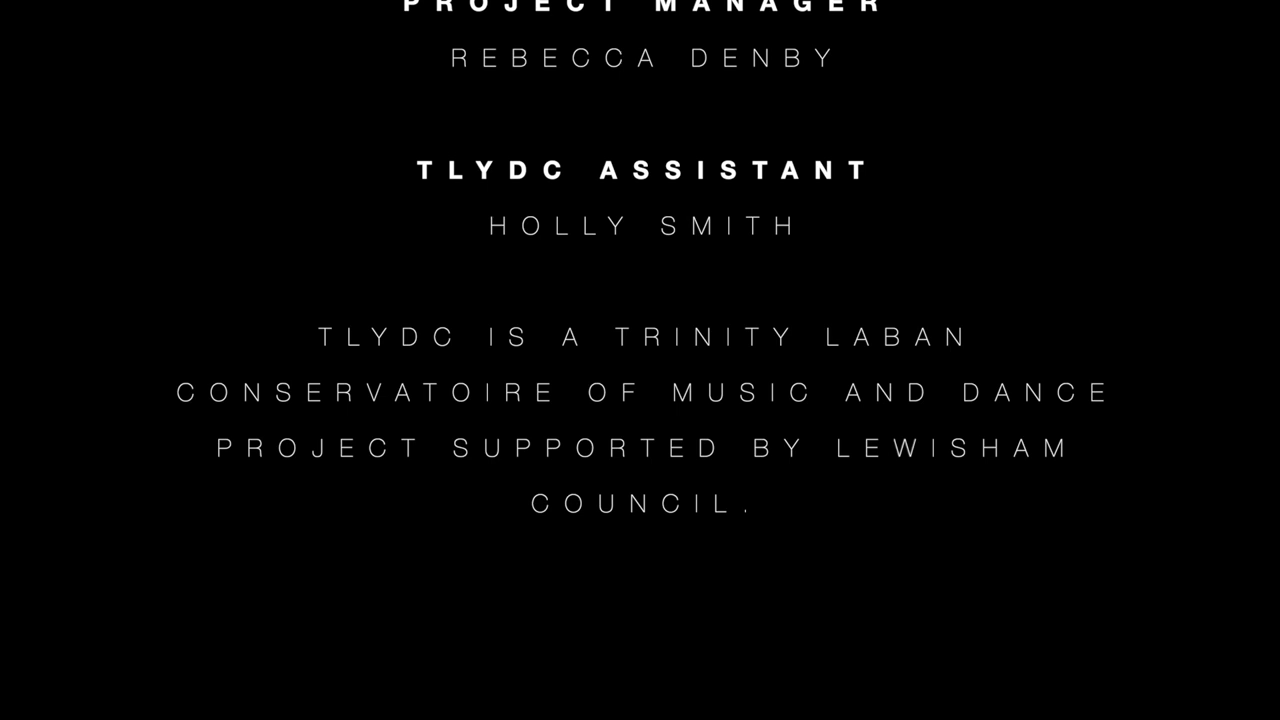 PROJECT MANAGER
REBECCA DENBY
TLYDC ASSISTANT
HOLLY SMITH
TLYDC IS A TRINITY LABAN
CONSERVATOIRE OF MUSIC AND DANCE
PROJECT SUPPORTED BY LEWISHAM
COUNCIL.